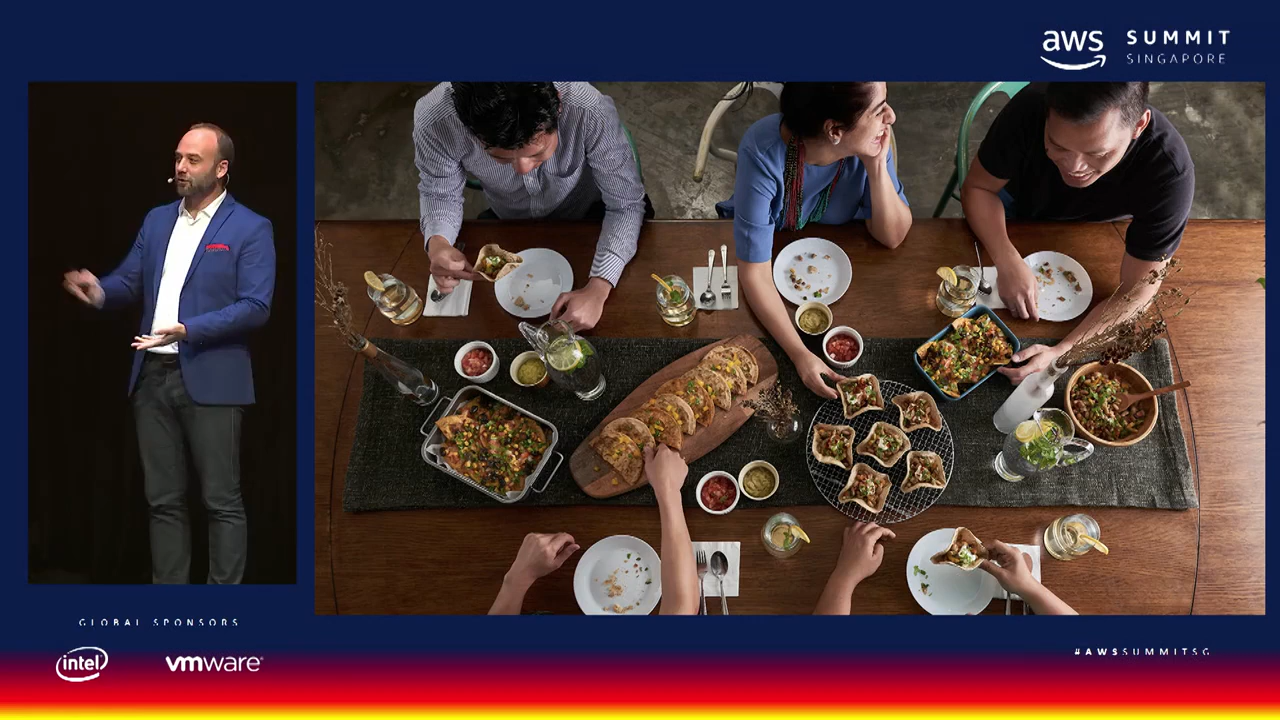 aws SUMMIT
SINGAPORE
GLOBAL SPONSORS
intel vmware
#AWSSUMMITSG